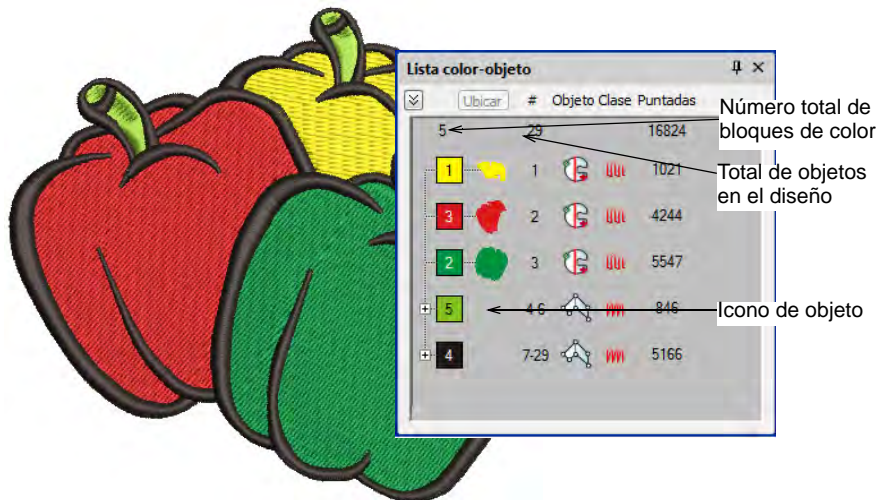 Lista color-objeto
Ubicar # Objeto Clase Puntadas
5 29 16824
1 1 1021
3 2 4244
2 3 5547
5 4-6 846
4 7-29 5166
Número total de
bloques de color
Total de objetos
en el diseño
Icono de objeto